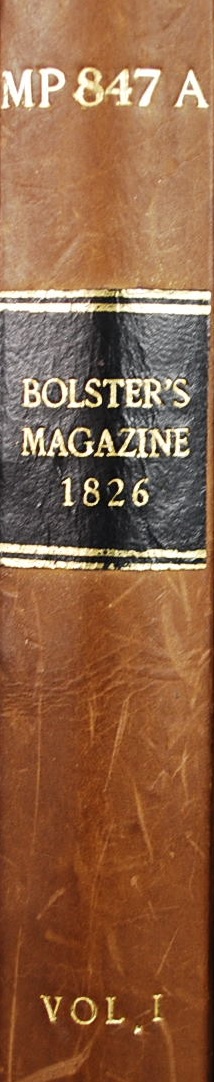 MP 847 A
BOLSTER'S
MAGAZINE
1826
VOL. I